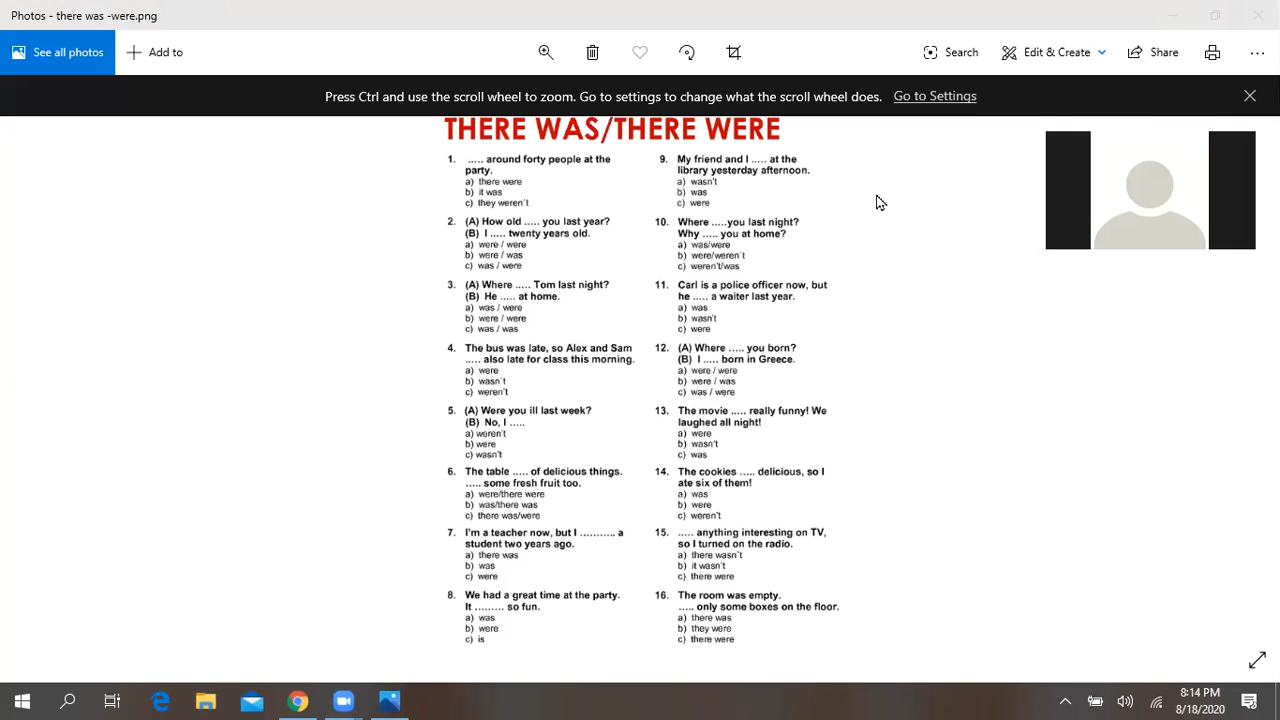 Photos - there was -were.png
See all photos
Add to
Search
Edit & Create
Share
Press Ctrl and use the scroll wheel to zoom. Go to settings to change what the scroll wheel does. Go to Settings
THERE WAS/THERE WERE
1. ..... around forty people at the
party.
a) there were
b) it was
c) they weren´t
2. (A) How old ..... you last year?
(B) I ..... twenty years old.
a) were / were
b) were / was
c) was / were
3. (A) Where ..... Tom last night?
(B) He ..... at home.
a) was / were
b) were / were
c) was / was
4. The bus was late, so Alex and Sam
..... also late for class this morning.
a) were
b) wasn´t
c) weren't
5. (A) Were you ill last week?
(B) No, I .....
a) weren't
b) were
c) wasn't
6. The table ..... of delicious things.
..... some fresh fruit too.
a) were/there were
b) was/there was
c) there was/were
7. I'm a teacher now, but I .......... a
student two years ago.
a) there was
b) was
c) were
8. We had a great time at the party.
It ......... so fun.
a) was
b) were
c) is
9. My friend and I ..... at the
library yesterday afternoon.
a) wasn't
b) was
c) were
10. Where .....you last night?
Why ..... you at home?
a) was/were
b) were/weren´t
c) weren't/was
11. Carl is a police officer now, but
he ..... a waiter last year.
a) was
b) wasn't
c) were
12. (A) Where ..... you born?
(B) I ..... born in Greece.
a) were / were
b) were / was
c) was / were
13. The movie ..... really funny! We
laughed all night!
a) were
b) wasn't
c) was
14. The cookies ..... delicious, so I
ate six of them!
a) was
b) were
c) weren't
15. ..... anything interesting on TV,
so I turned on the radio.
a) there wasn`t
b) it wasn't
c) there were
16. The room was empty.
..... only some boxes on the floor.
a) there was
b) they were
c) there were
8:14 PM
8/18/2020